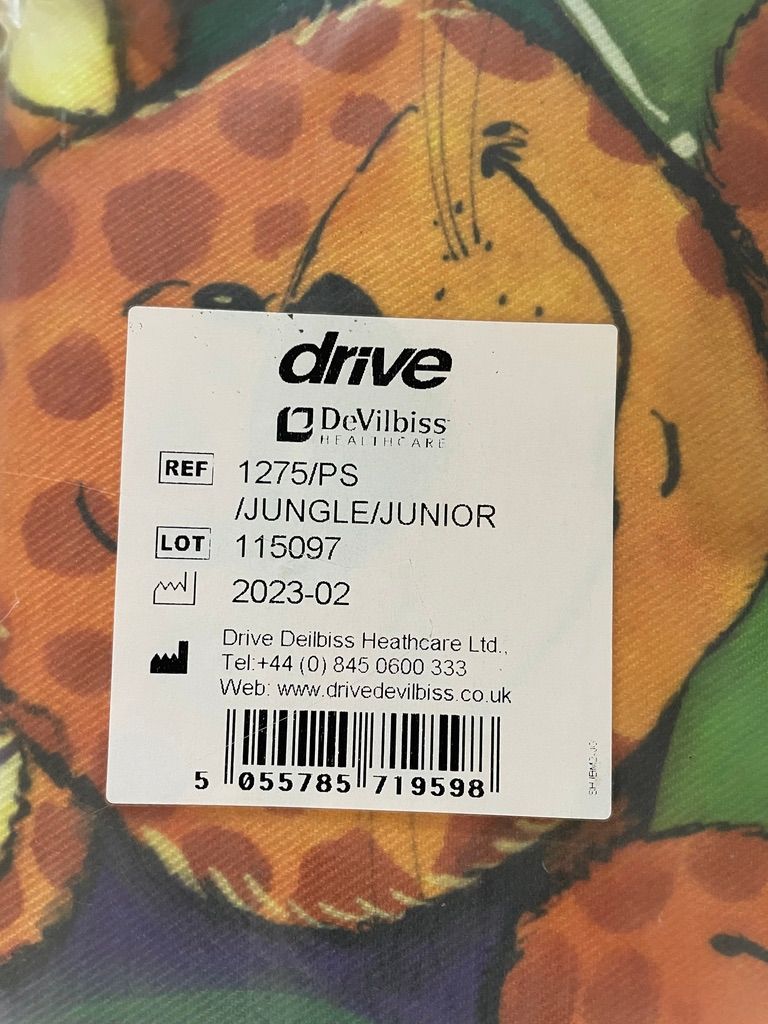 drive
DeVilbiss
HEALTHCARE
REF 1275/PS
/JUNGLE/JUNIOR
LOT 115097
2023-02
Drive Deilbiss Heathcare Ltd.,
Tel:+44 (0) 845 0600 333
Web: www.drivedevilbiss.co.uk
5 055785 719598